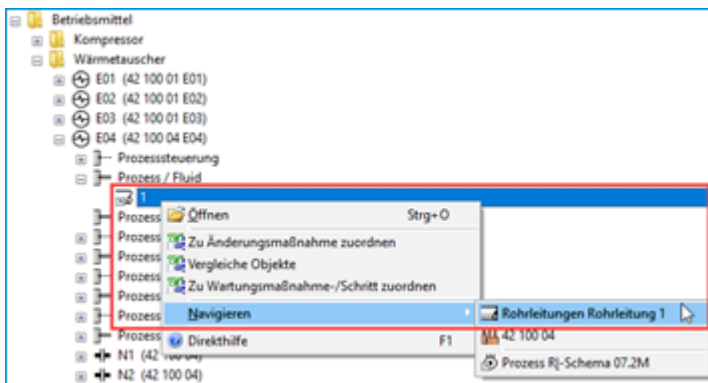 Betriebsmittel
Kompressor
Wärmetauscher
E01 (42 100 01 E01)
E02 (42 100 01 E02)
E03 (42 100 01 E03)
E04 (42 100 04 E04)
Prozesssteuerung
Prozess / Fluid
1
Prozess
Prozess
Prozess
Prozess
Prozess
Prozess
Prozess
N1 (42 100 04)
N2 (42 100 04)
Öffnen Strg+O
Zu Änderungsmaßnahme zuordnen
Vergleiche Objekte
Zu Wartungsmaßnahme-/Schritt zuordnen
Navigieren
Direkthilfe F1
Rohrleitungen Rohrleitung 1
42 100 04
Prozess RJ-Schema 07.2M